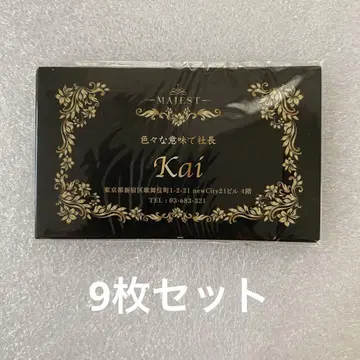 —MAJEST—
色々な意味で社長
Kai
東京都新宿区歌舞伎町1-2-21 newCity21ビル 4階
TEL : 03-683-321
9枚セット